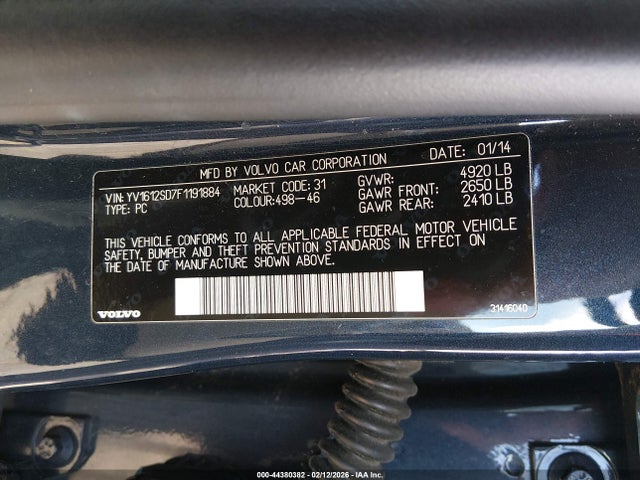 MFD BY VOLVO CAR CORPORATION DATE: 01/14
VIN: YV1612SD7F1191884 MARKET CODE: 31 GVWR: 4920 LB
TYPE: PC COLOUR:498-46 GAWR FRONT: 2650 LB
GAWR REAR: 2410 LB
THIS VEHICLE CONFORMS TO ALL APPLICABLE FEDERAL MOTOR VEHICLE
SAFETY, BUMPER AND THEFT PREVENTION STANDARDS IN EFFECT ON
THE DATE OF MANUFACTURE SHOWN ABOVE.
VOLVO 31416040
000-44380382 - 02/12/2026 - IAA Inc.